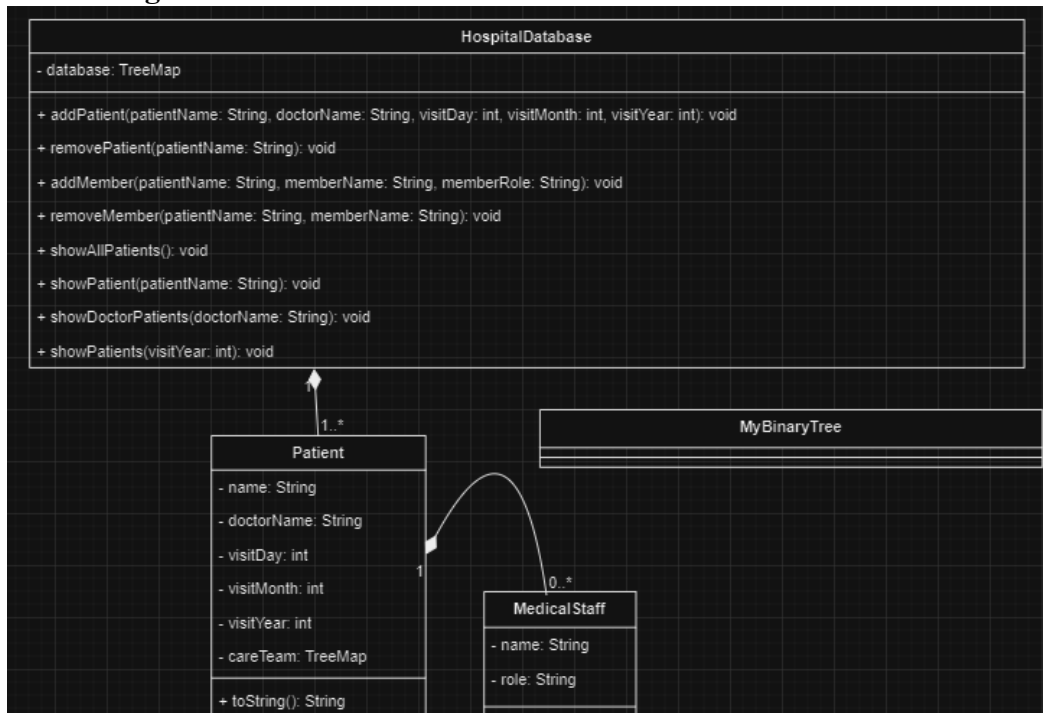 HospitalDatabase
- database: TreeMap
+ addPatient(patientName: String, doctorName: String, visitDay: int, visitMonth: int, visitYear: int): void
+ removePatient(patientName: String): void
+ addMember(patientName: String, memberName: String, memberRole: String): void
+ removeMember(patientName: String, memberName: String): void
+ showAllPatients(): void
+ showPatient(patientName: String): void
+ showDoctorPatients(doctorName: String): void
+ showPatients(visitYear: int): void
1
1..*
MyBinaryTree
Patient
- name: String
- doctorName: String
- visitDay: int
- visitMonth: int
- visitYear: int
- careTeam: TreeMap
+ toString(): String
1
0..*
MedicalStaff
- name: String
- role: String